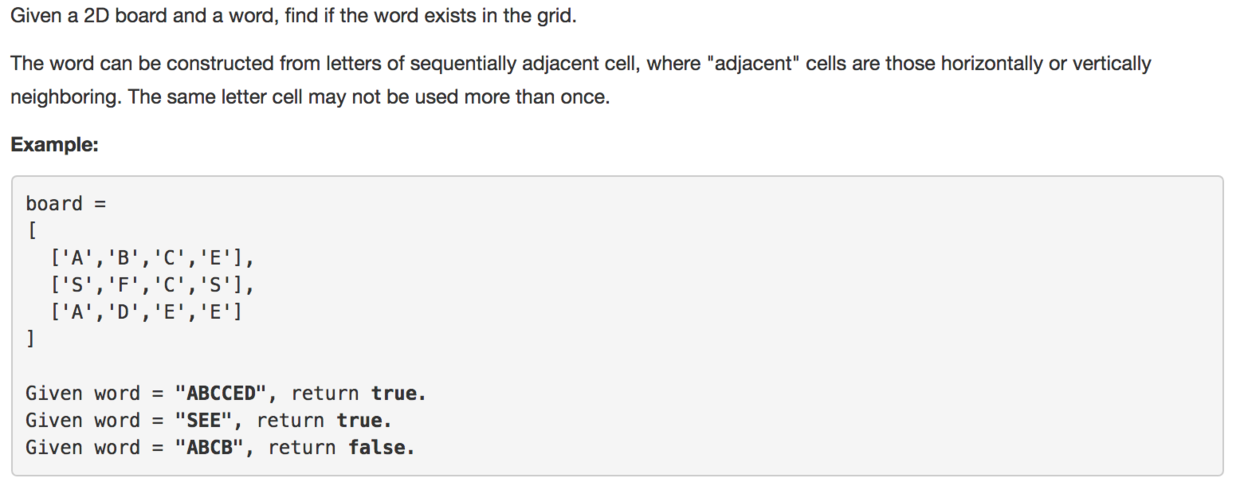 Given a 2D board and a word, find if the word exists in the grid.
The word can be constructed from letters of sequentially adjacent cell, where "adjacent" cells are those horizontally or vertically
neighboring. The same letter cell may not be used more than once.
Example:
board =
[
  ['A','B','C','E'],
  ['S','F','C','S'],
  ['A','D','E','E']
]
Given word = "ABCCED", return true.
Given word = "SEE", return true.
Given word = "ABCB", return false.